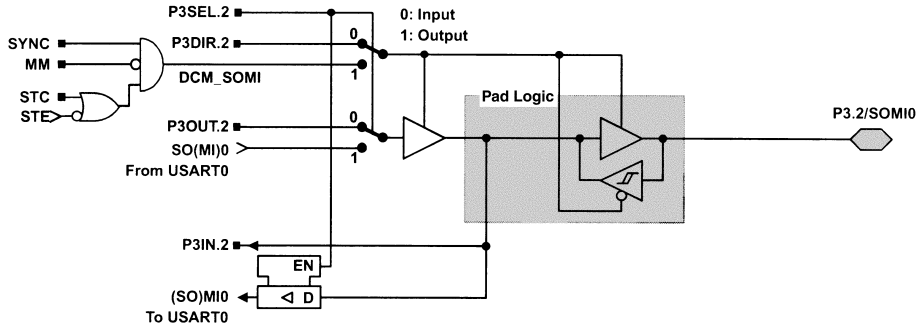 P3SEL.2
0: Input
1: Output
P3DIR.2
0
1
SYNC
MM
STC
STE
DCM_SOMI
Pad Logic
P3OUT.2
0
1
SO(MI)0
From USART0
P3.2/SOMI0
P3IN.2
EN
D
(SO)MI0
To USART0